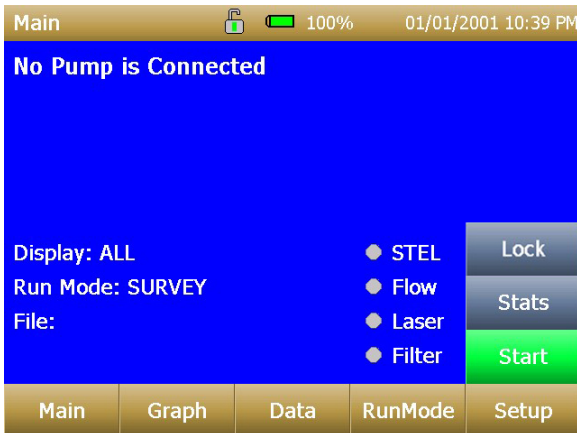 Main 100% 01/01/2001 10:39 PM
No Pump is Connected
Display: ALL
Run Mode: SURVEY
File:
STEL
Flow
Laser
Filter
Lock
Stats
Start
Main Graph Data RunMode Setup